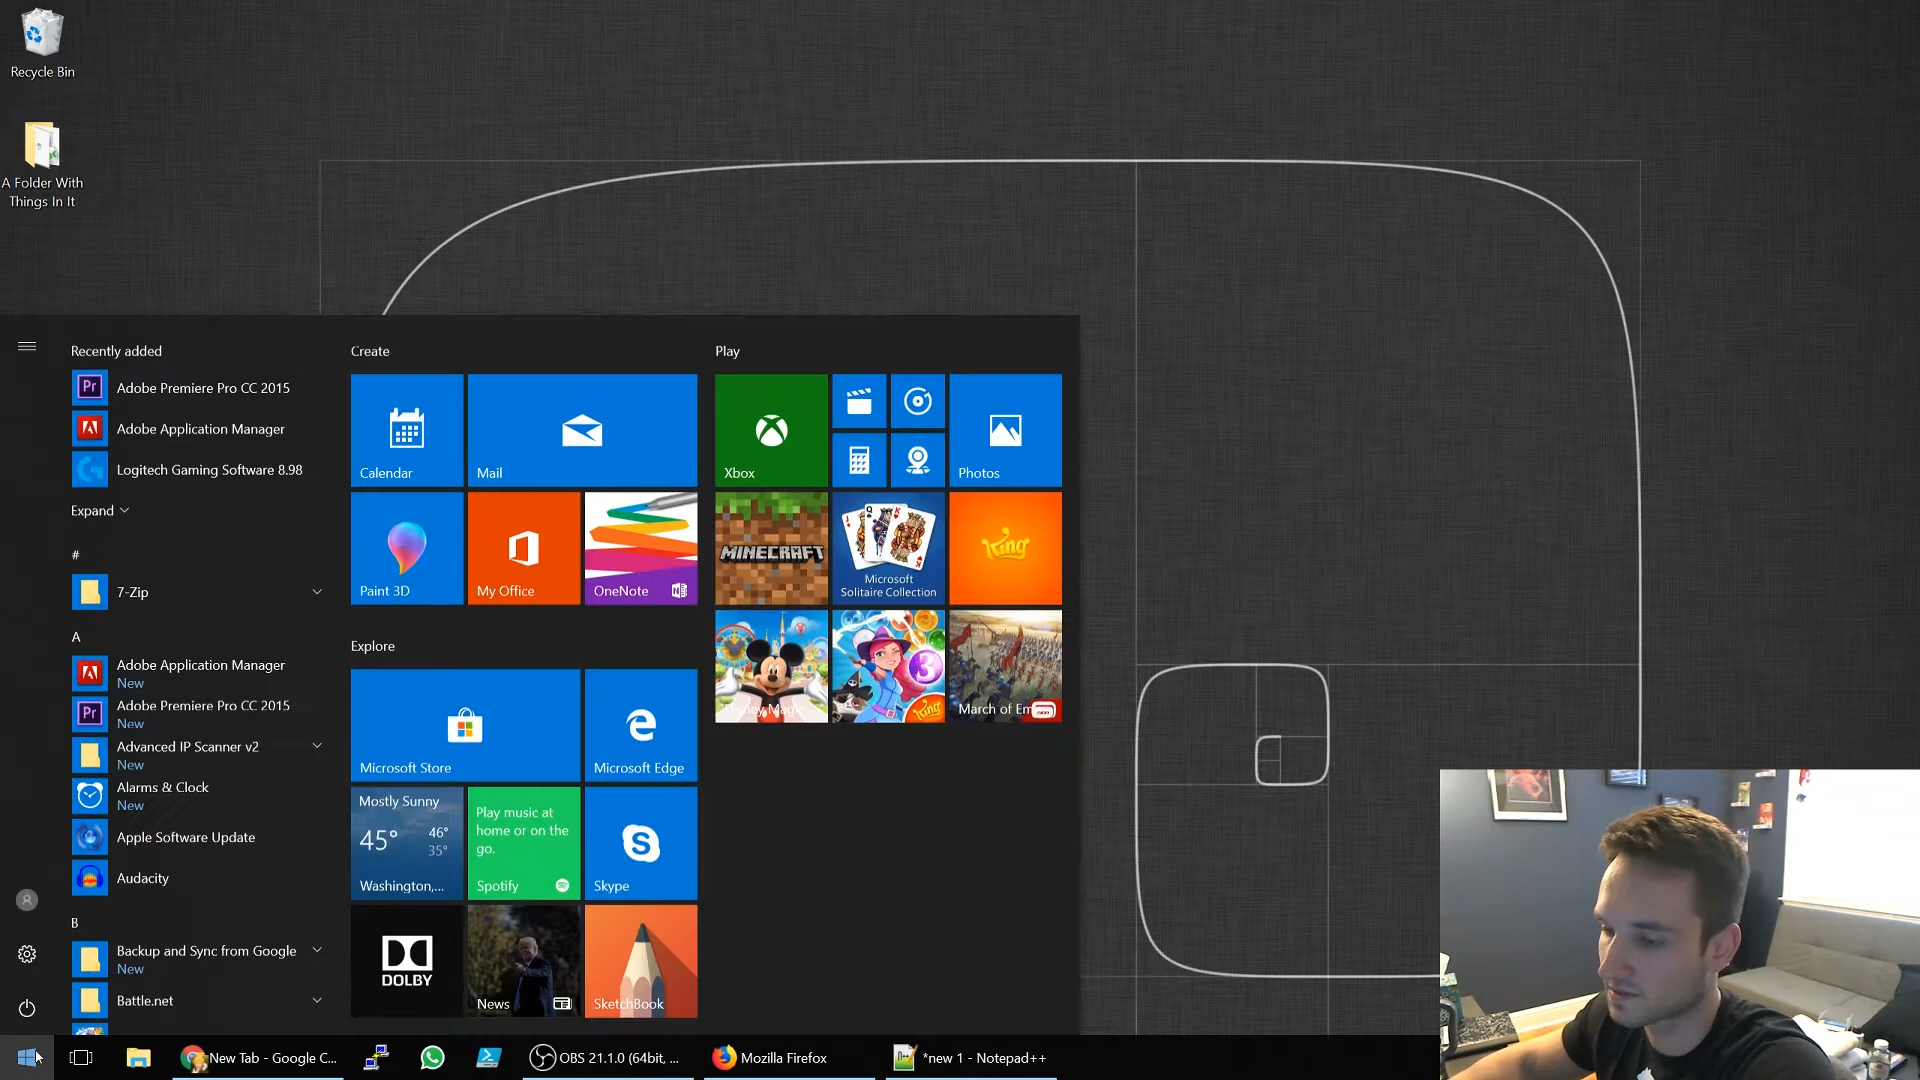 Recycle Bin
A Folder With
Things In It
Recently added
Adobe Premiere Pro CC 2015
Adobe Application Manager
Logitech Gaming Software 8.98
Expand
#
7-Zip
A
Adobe Application Manager
New
Adobe Premiere Pro CC 2015
New
Advanced IP Scanner v2
New
Alarms & Clock
New
Apple Software Update
Audacity
B
Backup and Sync from Google
New
Battle.net
Create
Calendar
Mail
Paint 3D
My Office
OneNote
Explore
Microsoft Store
Microsoft Edge
Mostly Sunny
45°
46°
35°
Washington,...
Play music at
home or on the
go.
Spotify
Skype
DOLBY
News
SketchBook
Play
Xbox
Photos
MINECRAFT
Microsoft
Solitaire Collection
King
Disney Magic
3
King
March of Em
New Tab - Google C...
OBS 21.1.0 (64bit, ...
Mozilla Firefox
*new 1 - Notepad++